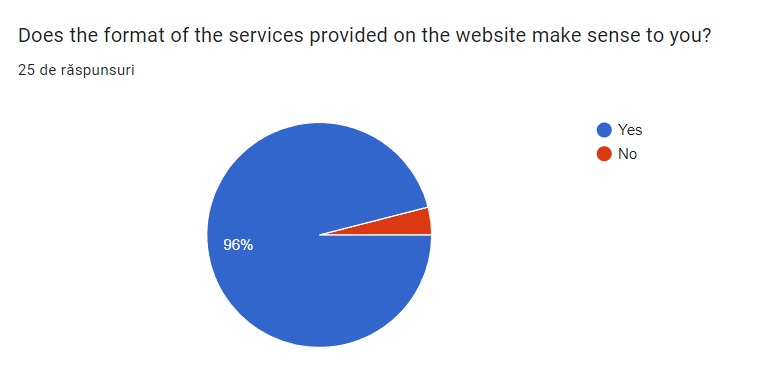 Does the format of the services provided on the website make sense to you?
25 de răspunsuri
Yes
No
96%